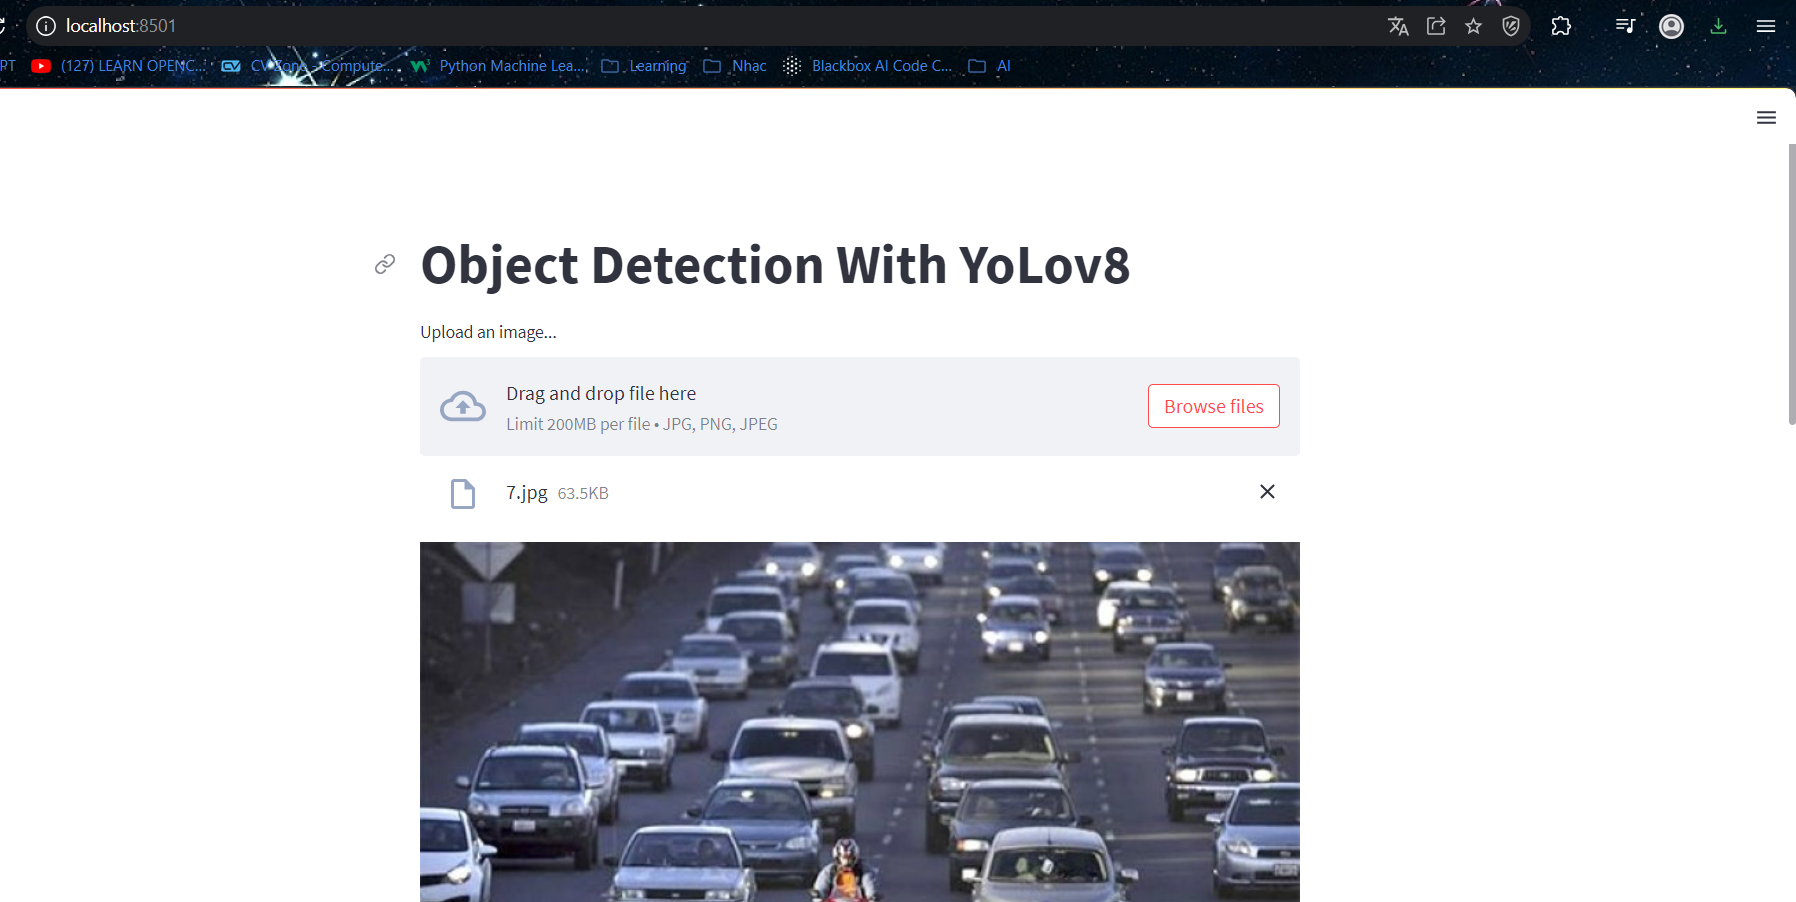 localhost:8501
PT (127) LEARN OPENC... CVZone - Compute... Python Machine Lea... Learning Nhac Blackbox AI Code C... AI
Object Detection With YoLov8
Upload an image...
Drag and drop file here
Browse files
Limit 200MB per file • JPG, PNG, JPEG
7.jpg 63.5KB